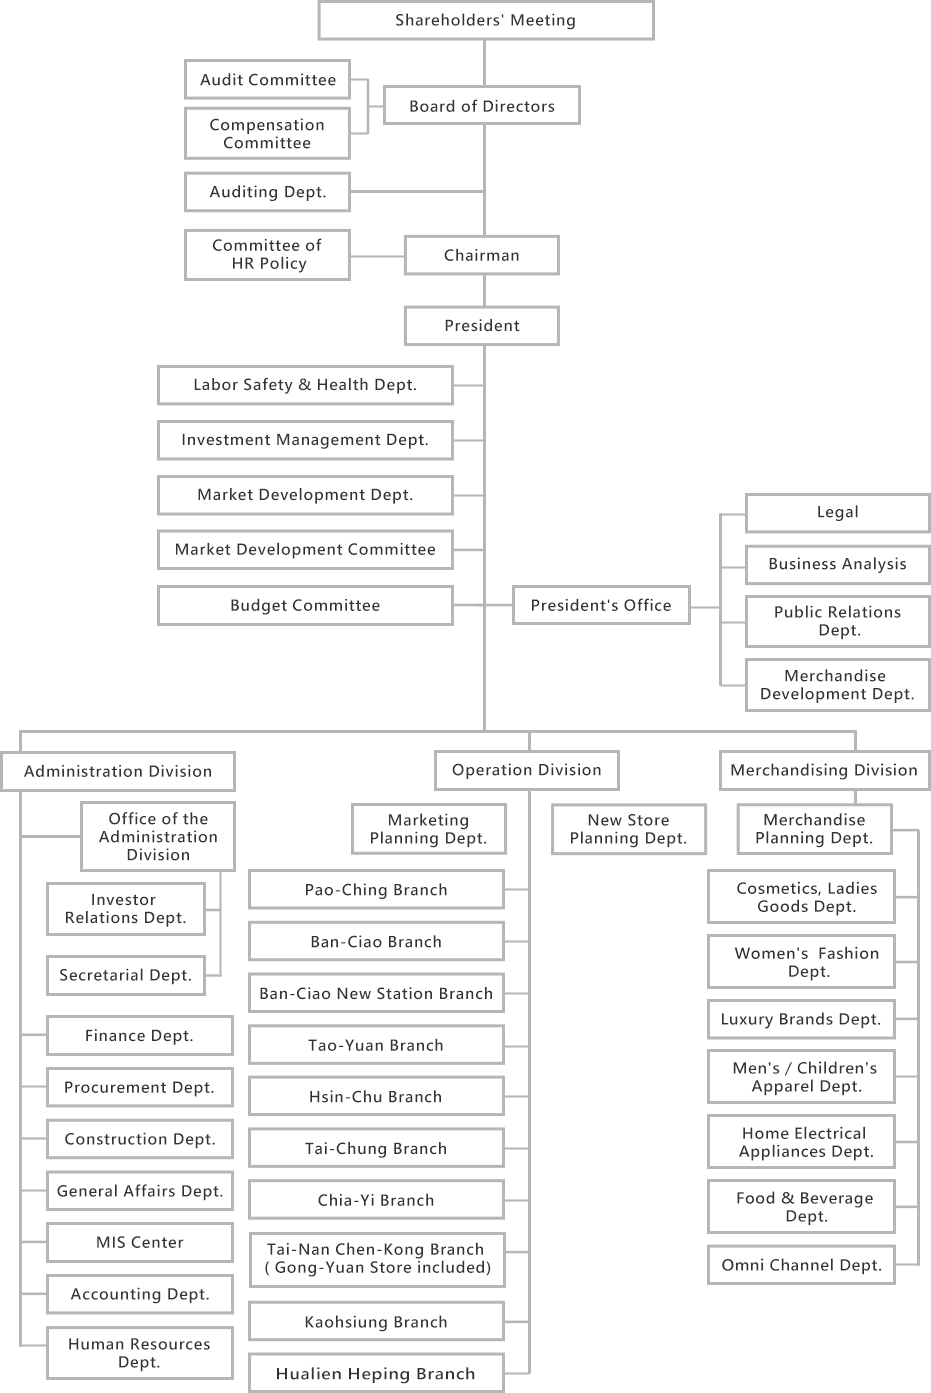 Shareholders' Meeting
Audit Committee
Board of Directors
Compensation
Committee
Auditing Dept.
Committee of
HR Policy
Chairman
President
Labor Safety & Health Dept.
Investment Management Dept.
Market Development Dept.
Market Development Committee
Budget Committee
President's Office
Legal
Business Analysis
Public Relations
Dept.
Merchandise
Development Dept.
Administration Division
Office of the
Administration
Division
Investor
Relations Dept.
Secretarial Dept.
Finance Dept.
Procurement Dept.
Construction Dept.
General Affairs Dept.
MIS Center
Accounting Dept.
Human Resources
Dept.
Operation Division
Marketing
Planning Dept.
New Store
Planning Dept.
Pao-Ching Branch
Ban-Ciao Branch
Ban-Ciao New Station Branch
Tao-Yuan Branch
Hsin-Chu Branch
Tai-Chung Branch
Chia-Yi Branch
Tai-Nan Chen-Kong Branch
( Gong-Yuan Store included)
Kaohsiung Branch
Hualien Heping Branch
Merchandising Division
Merchandise
Planning Dept.
Cosmetics, Ladies
Goods Dept.
Women's  Fashion
Dept.
Luxury Brands Dept.
Men's / Children's
Apparel Dept.
Home Electrical
Appliances Dept.
Food & Beverage
Dept.
Omni Channel Dept.